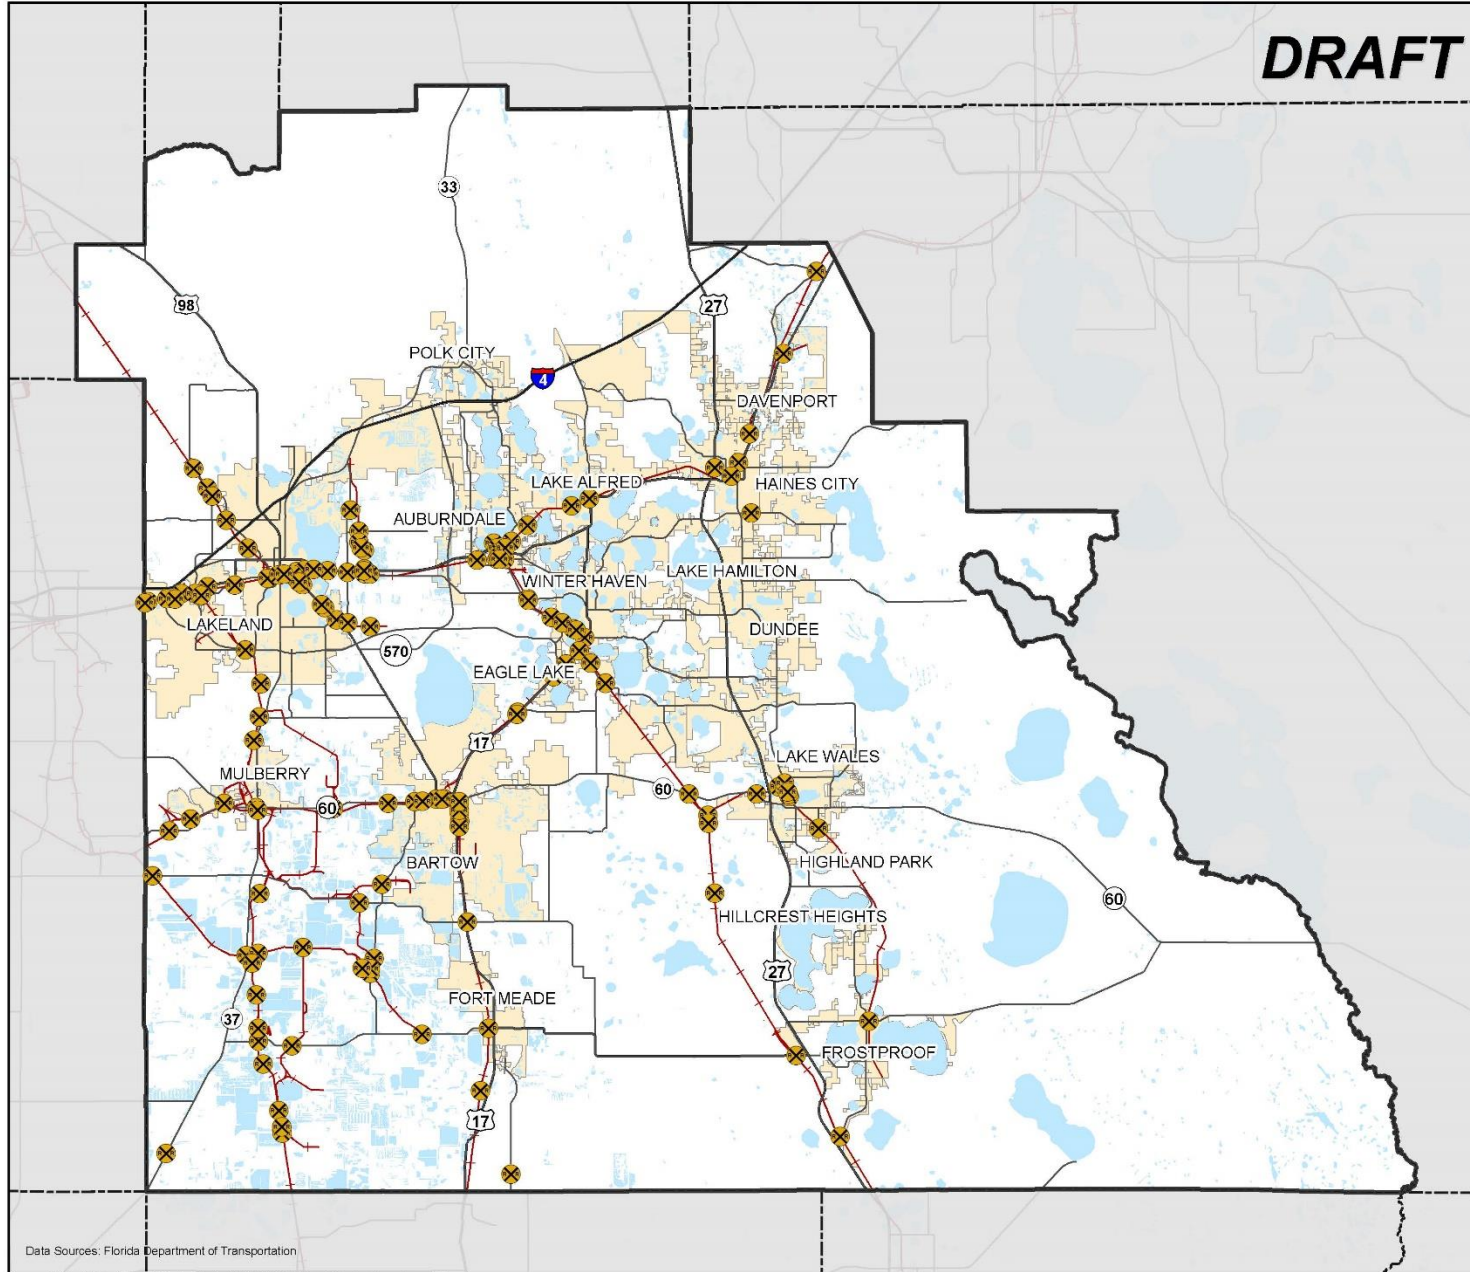 DRAFT
33
98
27
POLK CITY
4
DAVENPORT
LAKE ALFRED
HAINES CITY
AUBURNDALE
WINTER HAVEN
LAKE HAMILTON
LAKELAND
DUNDEE
570
EAGLE LAKE
17
LAKE WALES
MULBERRY
60
60
BARTOW
HIGHLAND PARK
60
HILLCREST HEIGHTS
27
FORT MEADE
37
FROSTPROOF
17
Data Sources: Florida Department of Transportation